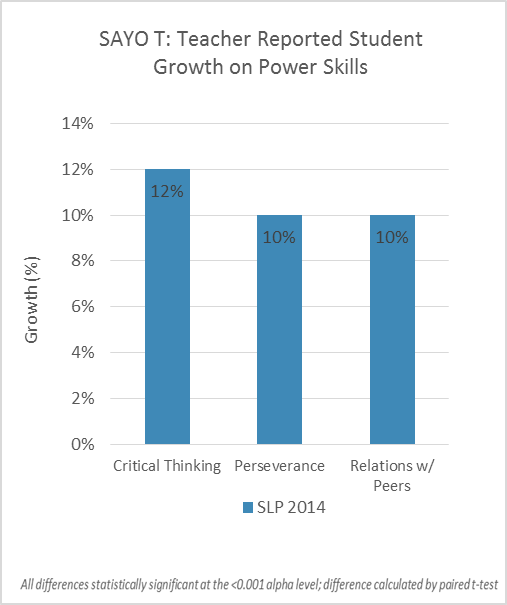 SAYO T: Teacher Reported Student
Growth on Power Skills
14%
12%
10%
8%
6%
4%
2%
0%
Growth (%)
12%
10%
10%
Critical Thinking
Perseverance
Relations w/
Peers
SLP 2014
All differences statistically significant at the <0.001 alpha level; difference calculated by paired t-test